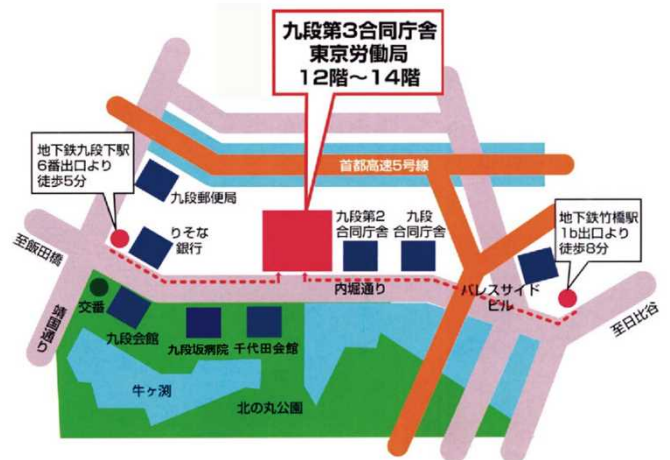 九段第3合同庁舎
東京労働局
12階～14階
地下鉄九段下駅
6番出口より
徒歩5分
首都高速5号線
九段郵便局
りそな
銀行
九段第2
合同庁舎
九段
合同庁舎
地下鉄竹橋駅
1b出口より
徒歩8分
至飯田橋
内堀通り
パレスサイド
ビル
至日比谷
交番
靖国通り
九段会館
九段坂病院
千代田会館
牛ヶ渕
北の丸公園